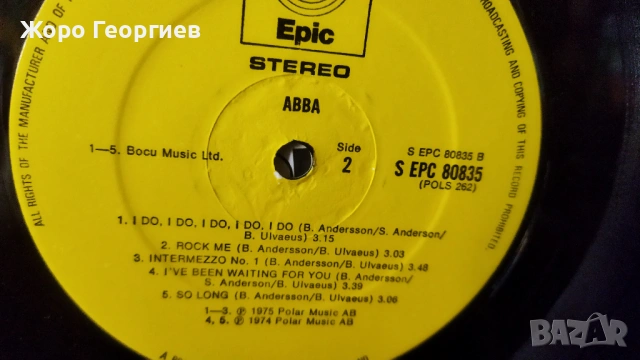 Жоро Георгиев
Epic
STEREO
ABBA
ALL RIGHTS OF THE MANUFACTURER AND OF
BROADCASTING AND COPYING OF THIS RECORD PROHIBITED.
1—5. Bocu Music Ltd.
Side
2
S EPC 80835 B
S EPC 80835
(POLS 262)
1. I DO, I DO, I DO, I DO, I DO (B. Andersson/S. Anderson/
B. Ulvaeus) 3.15
2. ROCK ME (B. Andersson/B. Ulvaeus) 3.03
3. INTERMEZZO No. 1 (B. Andersson/B. Ulvaeus) 3.48
4. I'VE BEEN WAITING FOR YOU (B. Andersson/
S. Anderson/B. Ulvaeus) 3.39
5. SO LONG (B. Andersson/B. Ulvaeus) 3.06
1—3. ℗ 1975 Polar Music AB
4, 5. ℗ 1974 Polar Music AB
BAZAR